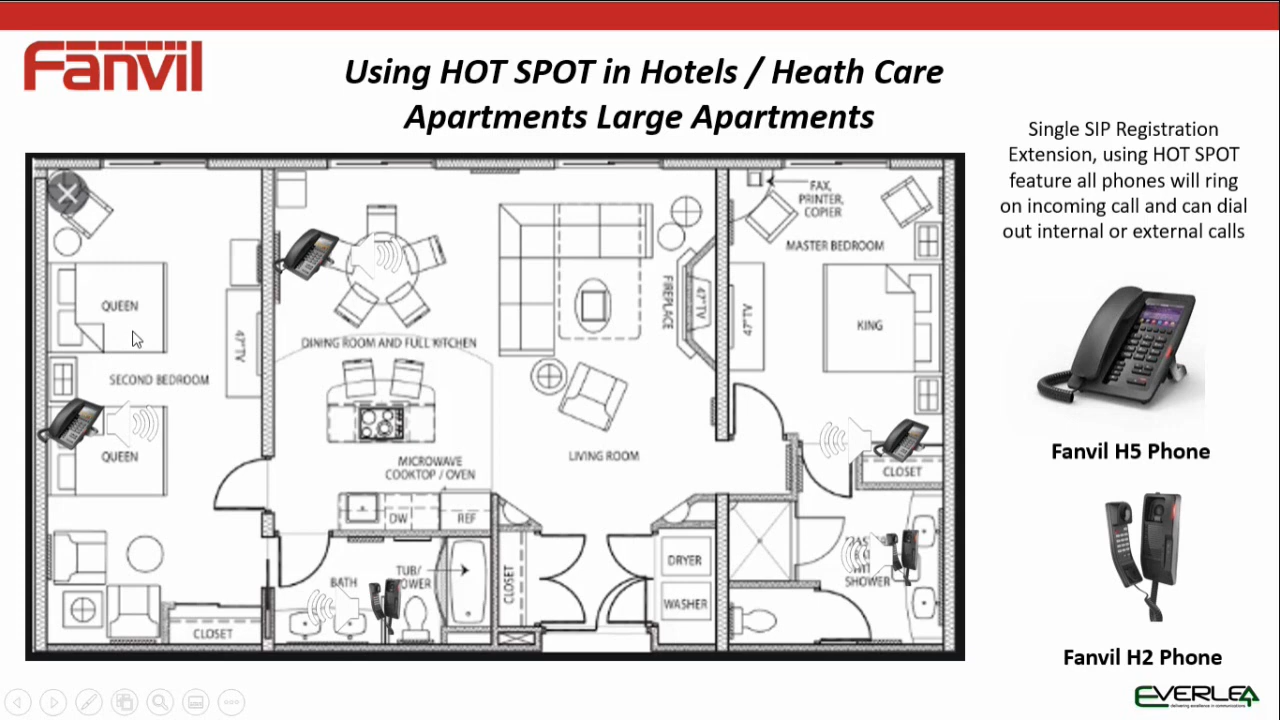 Fanvil
Using HOT SPOT in Hotels / Heath Care
Apartments Large Apartments
Single SIP Registration
Extension, using HOT SPOT
feature all phones will ring
on incoming call and can dial
out internal or external calls
FAX,
PRINTER,
COPIER
MASTER BEDROOM
QUEEN
47"TV
FIREPLACE
47"TV
47"TV
KING
DINING ROOM AND FULL KITCHEN
SECOND BEDROOM
QUEEN
MICROWAVE
COOKTOP / OVEN
LIVING ROOM
CLOSET
DW
REF
Fanvil H5 Phone
BATH
TUB/
CLOSET
DRYER
SHOWER
WASHER
CLOSET
Fanvil H2 Phone
EVERLEA
delivering excellence in communications